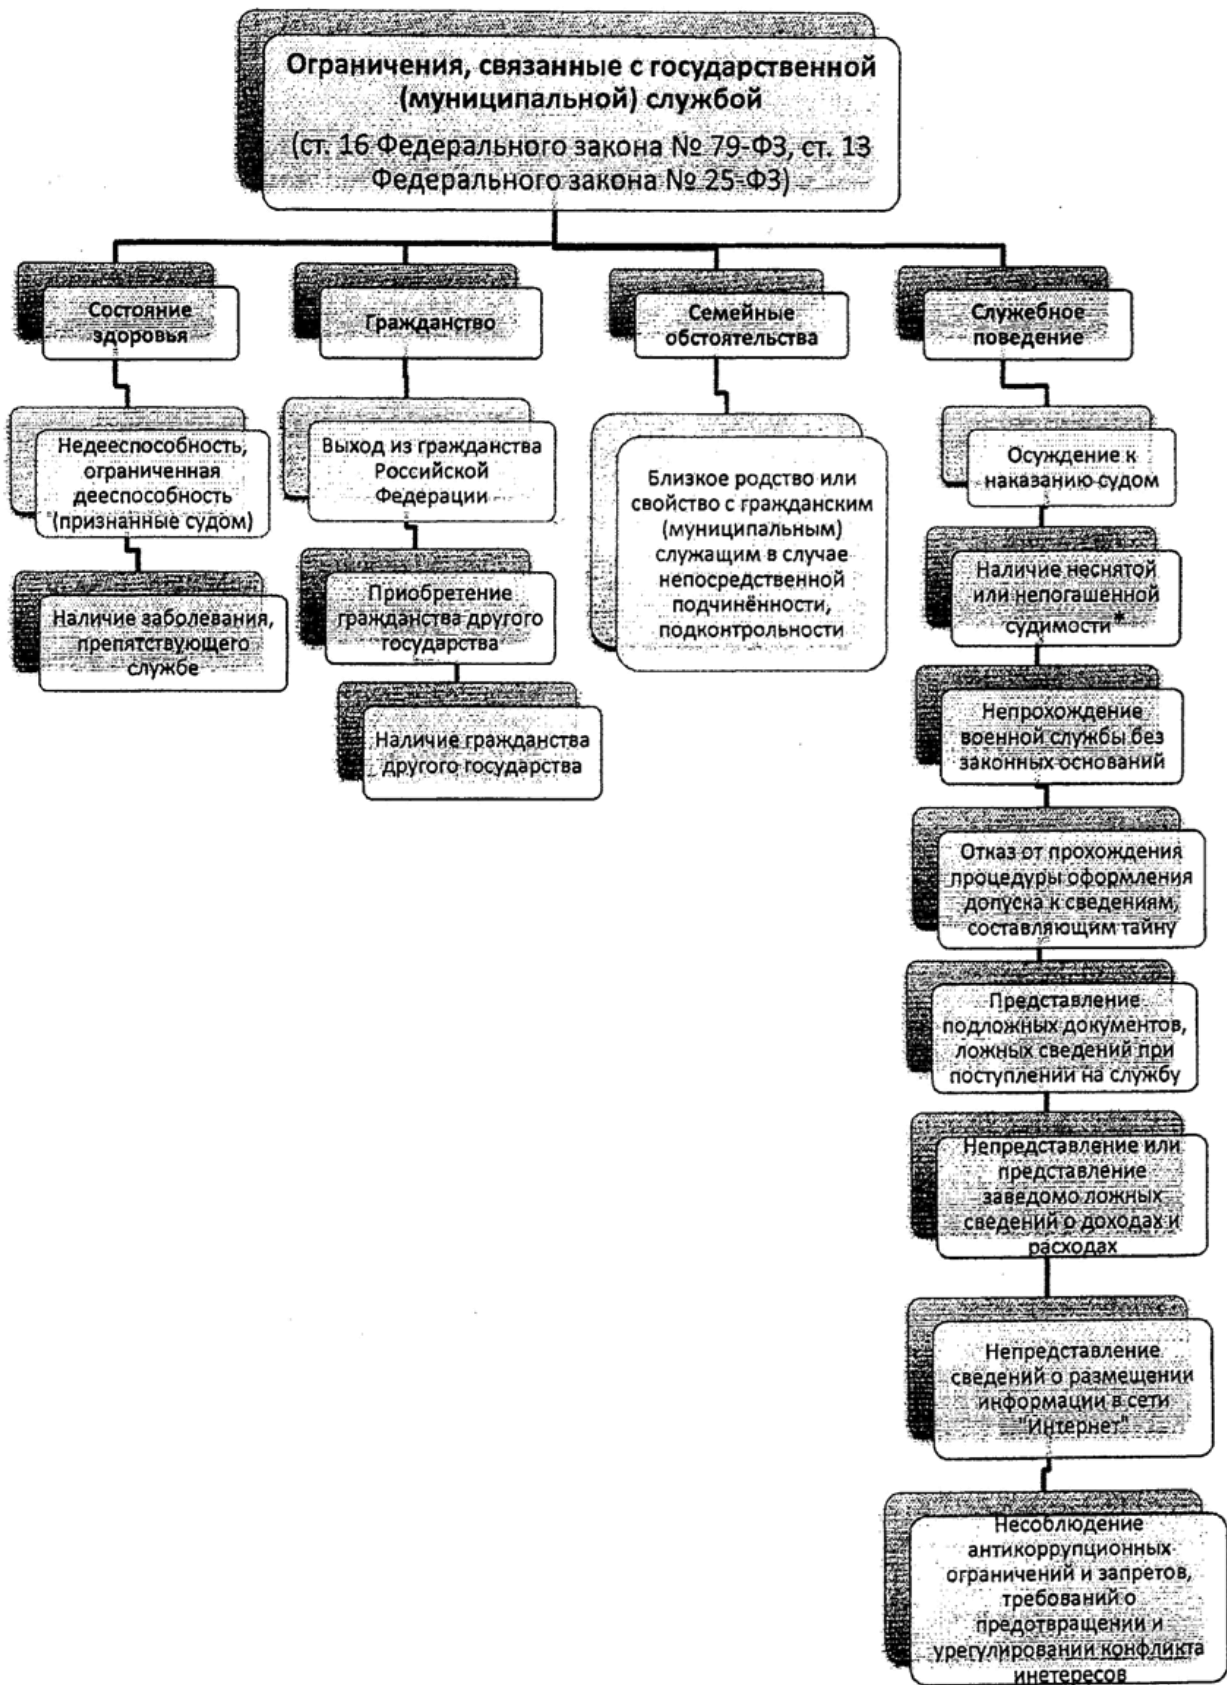 Ограничения, связанные с государственной
(муниципальной) службой
(ст. 16 Федерального закона № 79-ФЗ, ст. 13
Федерального закона № 25-ФЗ)
Состояние
здоровья
Недееспособность,
ограниченная
дееспособность
(признанные судом)
Наличие заболевания,
препятствующего
службе
Гражданство
Выход из гражданства
Российской
Федерации
Приобретение
гражданства другого
государства
Наличие гражданства
другого государства
Семейные
обстоятельства
Близкое родство или
свойство с гражданским
(муниципальным)
служащим в случае
непосредственной
подчинённости,
подконтрольности
Служебное
поведение
Осуждение к
наказанию судом
Наличие неснятой
или непогашенной
судимости*
Непрохождение
военной службы без
законных оснований
Отказ от прохождения
процедуры оформления
допуска к сведениям,
составляющим тайну
Представление
подложных документов,
ложных сведений при
поступлении на службу
Непредставление или
представление
заведомо ложных
сведений о доходах и
расходах
Непредставление
сведений о размещении
информации в сети
"Интернет"
Несоблюдение
антикоррупционных
ограничений и запретов,
требований о
предотвращении и
урегулировании конфликта
инетересов